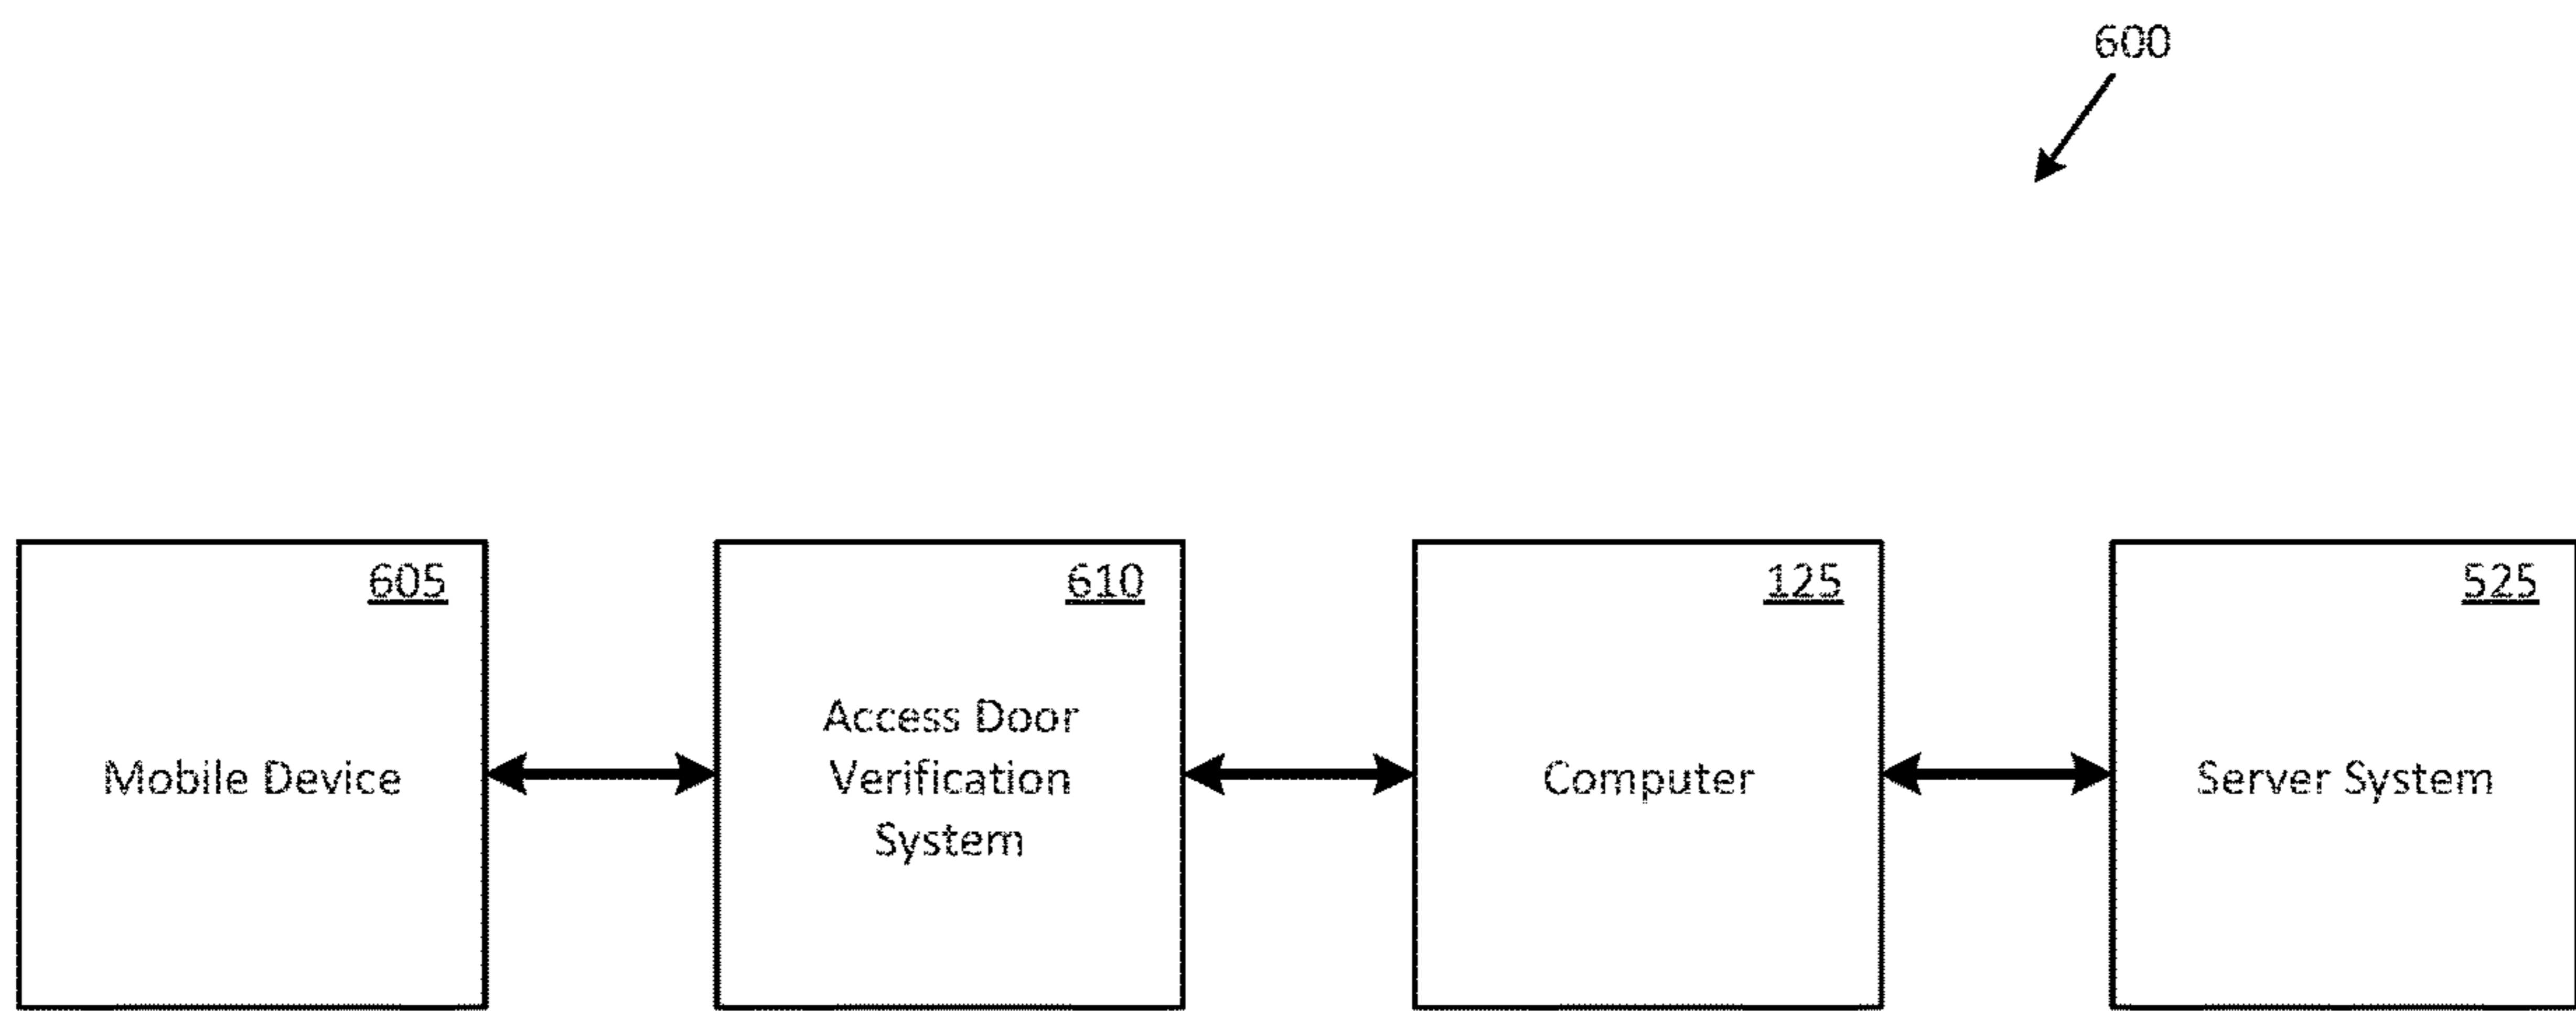 600
605
Mobile Device
610
Access Door
Verification
System
125
Computer
525
Server System